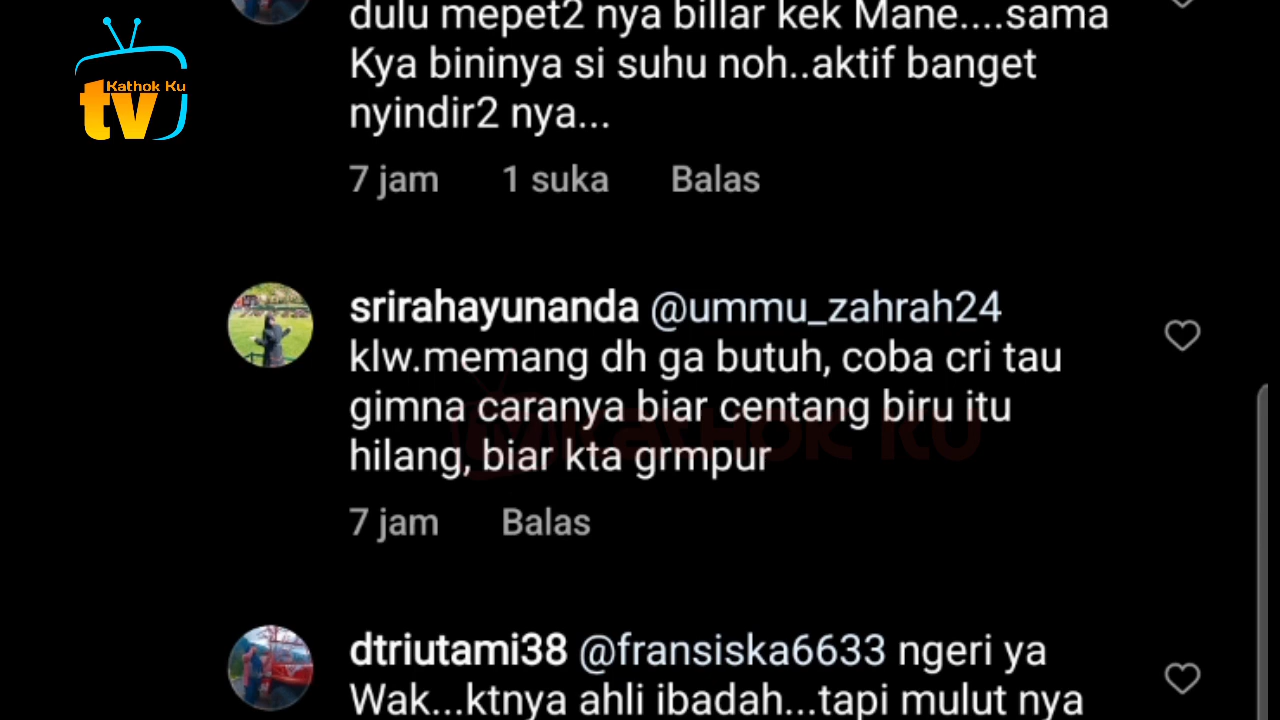 dulu mepet2 nya billar kek Mane....sama
Kya bininya si suhu noh..aktif banget
nyindir2 nya...
7 jam 1 suka Balas
Kathok Ku
tv
srirahayunanda @ummu_zahrah24
klw.memang dh ga butuh, coba cri tau
gimna caranya biar centang biru itu
hilang, biar kta grmpur
Kathok Ku
7 jam Balas
dtriutami38 @fransiska6633 ngeri ya
Wak...ktnya ahli ibadah...tapi mulut nya